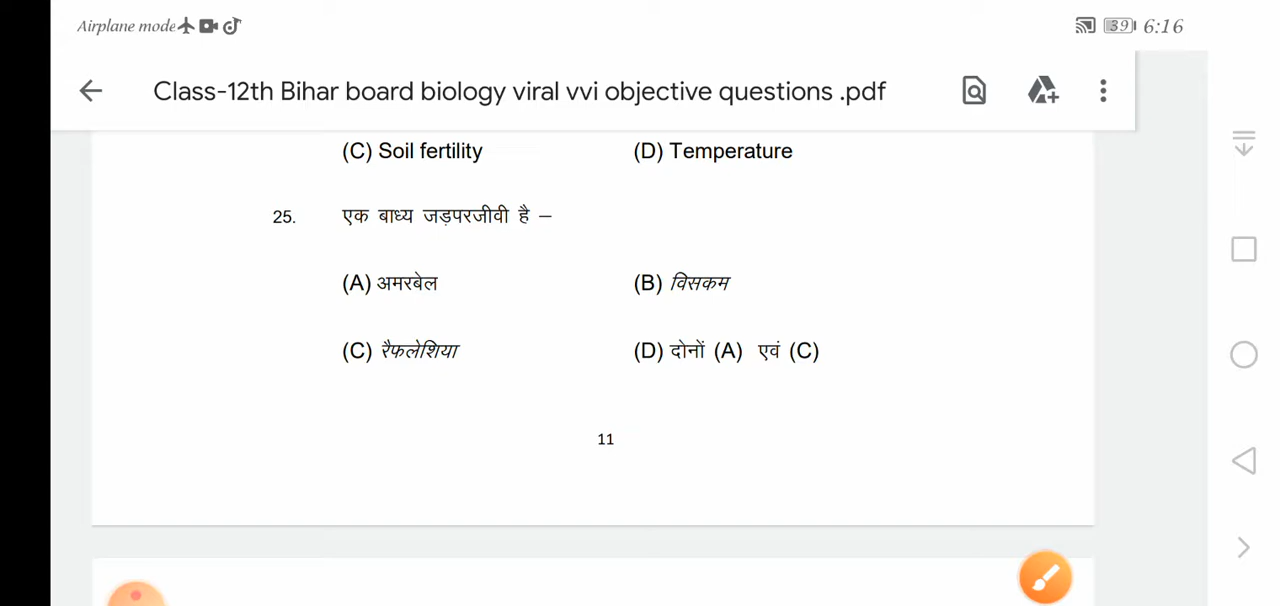 Airplane mode 39 6:16
Class-12th Bihar board biology viral vvi objective questions .pdf
(C) Soil fertility (D) Temperature
25. एक बाध्य जड़परजीवी है –
(A) अमरबेल (B) विसकम
(C) रैफलेशिया (D) दोनों (A) एवं (C)
11